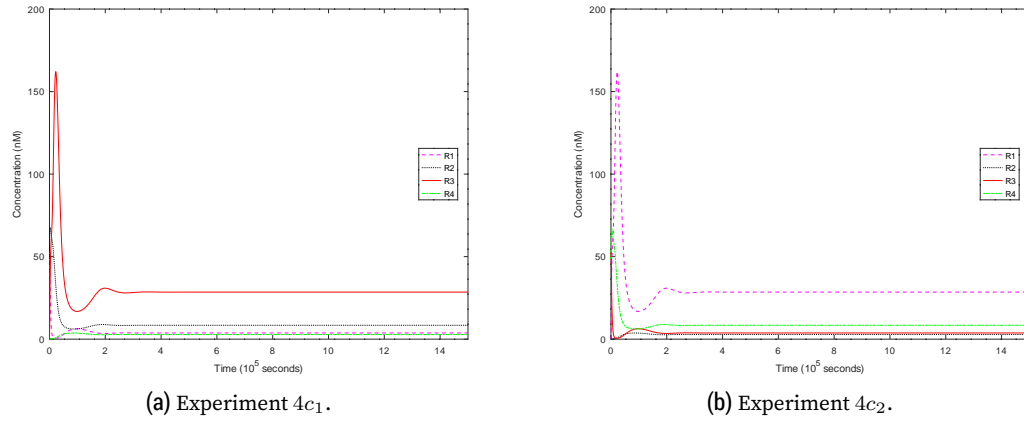 200
150
100
50
0
Concentration (nM)
0 2 4 6 8 10 12 14
Time (10^5 seconds)
R1
R2
R3
R4
(a) Experiment 4c₁.
200
150
100
50
0
Concentration (nM)
0 2 4 6 8 10 12 14
Time (10^5 seconds)
R1
R2
R3
R4
(b) Experiment 4c₂.